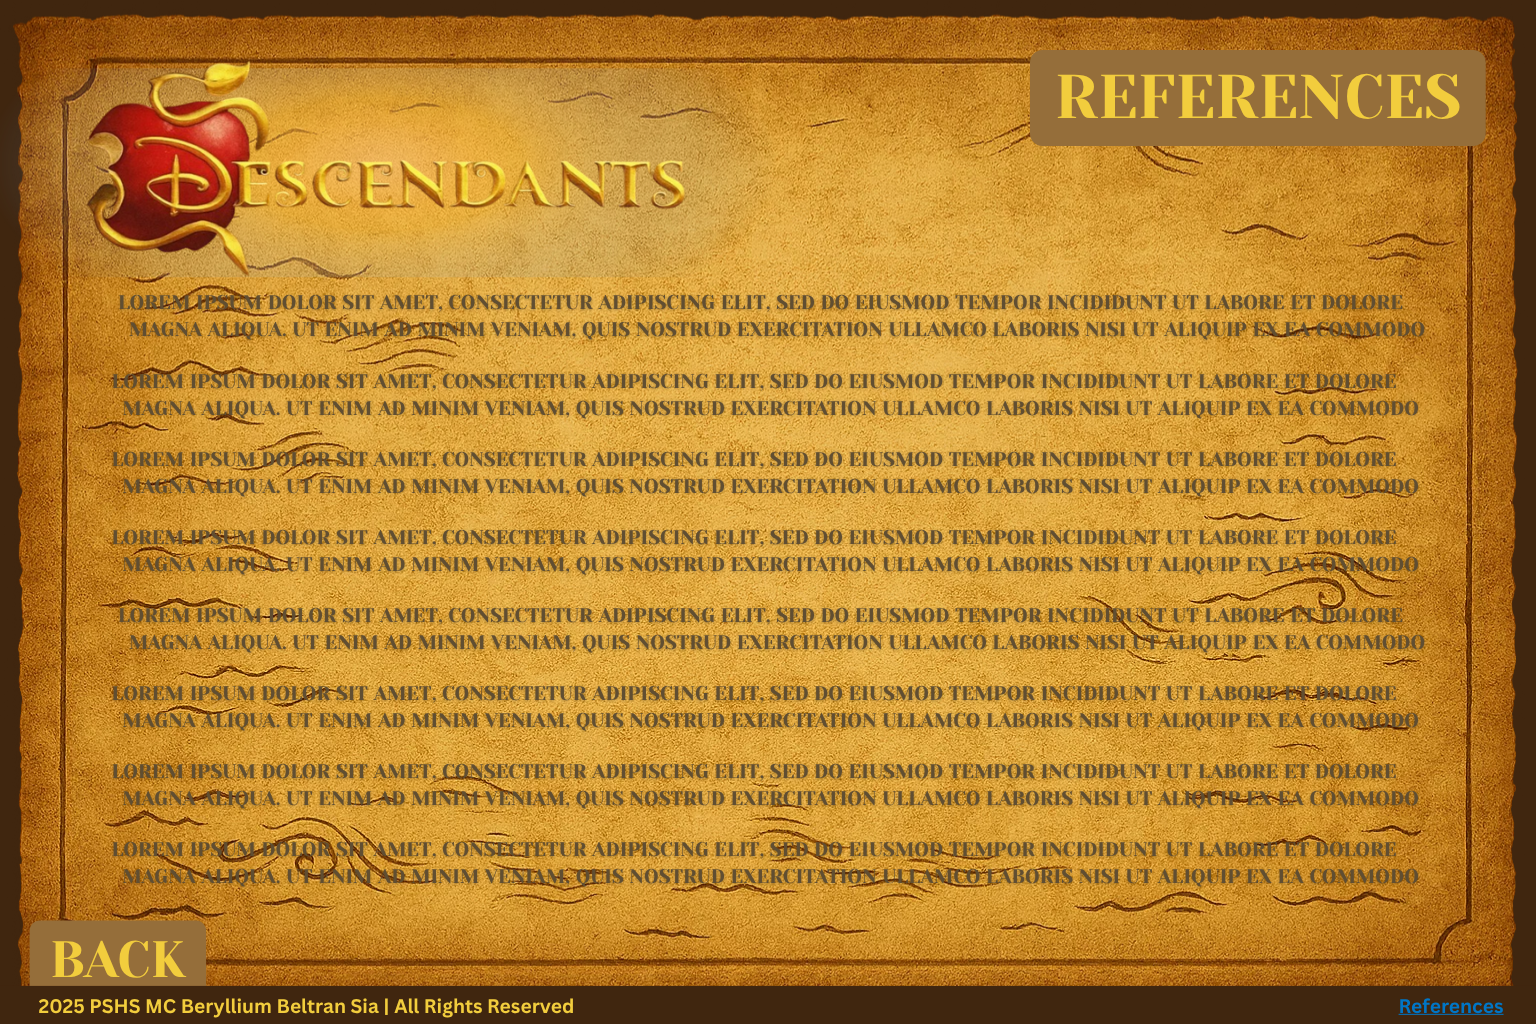 DESCENDANTS
REFERENCES
LOREM IPSUM DOLOR SIT AMET, CONSECTETUR ADIPISCING ELIT, SED DO EIUSMOD TEMPOR INCIDIDUNT UT LABORE ET DOLORE
MAGNA ALIQUA. UT ENIM AD MINIM VENIAM, QUIS NOSTRUD EXERCITATION ULLAMCO LABORIS NISI UT ALIQUIP EX EA COMMODO
LOREM IPSUM DOLOR SIT AMET, CONSECTETUR ADIPISCING ELIT, SED DO EIUSMOD TEMPOR INCIDIDUNT UT LABORE ET DOLORE
MAGNA ALIQUA. UT ENIM AD MINIM VENIAM, QUIS NOSTRUD EXERCITATION ULLAMCO LABORIS NISI UT ALIQUIP EX EA COMMODO
LOREM IPSUM DOLOR SIT AMET, CONSECTETUR ADIPISCING ELIT, SED DO EIUSMOD TEMPOR INCIDIDUNT UT LABORE ET DOLORE
MAGNA ALIQUA. UT ENIM AD MINIM VENIAM, QUIS NOSTRUD EXERCITATION ULLAMCO LABORIS NISI UT ALIQUIP EX EA COMMODO
LOREM IPSUM DOLOR SIT AMET, CONSECTETUR ADIPISCING ELIT, SED DO EIUSMOD TEMPOR INCIDIDUNT UT LABORE ET DOLORE
MAGNA ALIQUA. UT ENIM AD MINIM VENIAM, QUIS NOSTRUD EXERCITATION ULLAMCO LABORIS NISI UT ALIQUIP EX EA COMMODO
LOREM IPSUM DOLOR SIT AMET, CONSECTETUR ADIPISCING ELIT, SED DO EIUSMOD TEMPOR INCIDIDUNT UT LABORE ET DOLORE
MAGNA ALIQUA. UT ENIM AD MINIM VENIAM, QUIS NOSTRUD EXERCITATION ULLAMCO LABORIS NISI UT ALIQUIP EX EA COMMODO
LOREM IPSUM DOLOR SIT AMET, CONSECTETUR ADIPISCING ELIT, SED DO EIUSMOD TEMPOR INCIDIDUNT UT LABORE ET DOLORE
MAGNA ALIQUA. UT ENIM AD MINIM VENIAM, QUIS NOSTRUD EXERCITATION ULLAMCO LABORIS NISI UT ALIQUIP EX EA COMMODO
LOREM IPSUM DOLOR SIT AMET, CONSECTETUR ADIPISCING ELIT, SED DO EIUSMOD TEMPOR INCIDIDUNT UT LABORE ET DOLORE
MAGNA ALIQUA. UT ENIM AD MINIM VENIAM, QUIS NOSTRUD EXERCITATION ULLAMCO LABORIS NISI UT ALIQUIP EX EA COMMODO
LOREM IPSUM DOLOR SIT AMET, CONSECTETUR ADIPISCING ELIT, SED DO EIUSMOD TEMPOR INCIDIDUNT UT LABORE ET DOLORE
MAGNA ALIQUA. UT ENIM AD MINIM VENIAM, QUIS NOSTRUD EXERCITATION ULLAMCO LABORIS NISI UT ALIQUIP EX EA COMMODO
BACK
2025 PSHS MC Beryllium Beltran Sia | All Rights Reserved
References